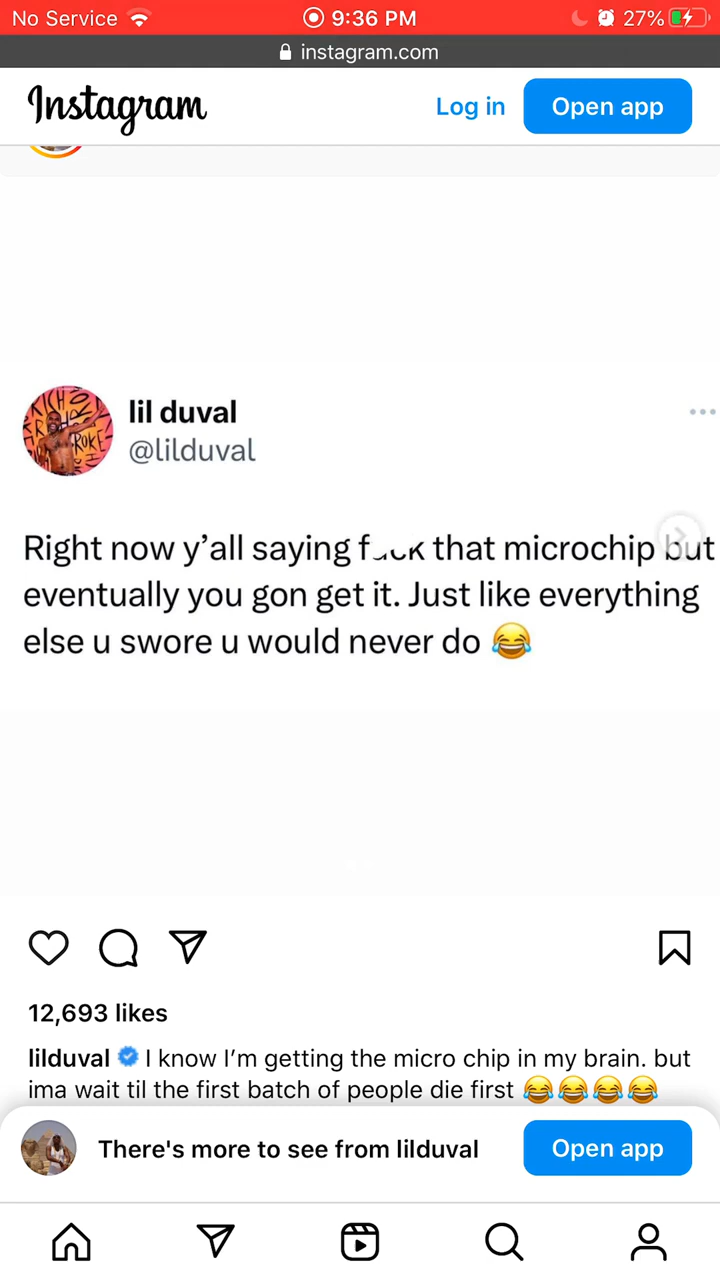 No Service 9:36 PM 27%
instagram.com
Instagram Log in Open app
lil duval
@lilduval
Right now y’all saying f that microchip but
eventually you gon get it. Just like everything
else u swore u would never do 😂
12,693 likes
lilduval I know I’m getting the micro chip in my brain. but
ima wait til the first batch of people die first 😂😂😂😂
There's more to see from lilduval Open app